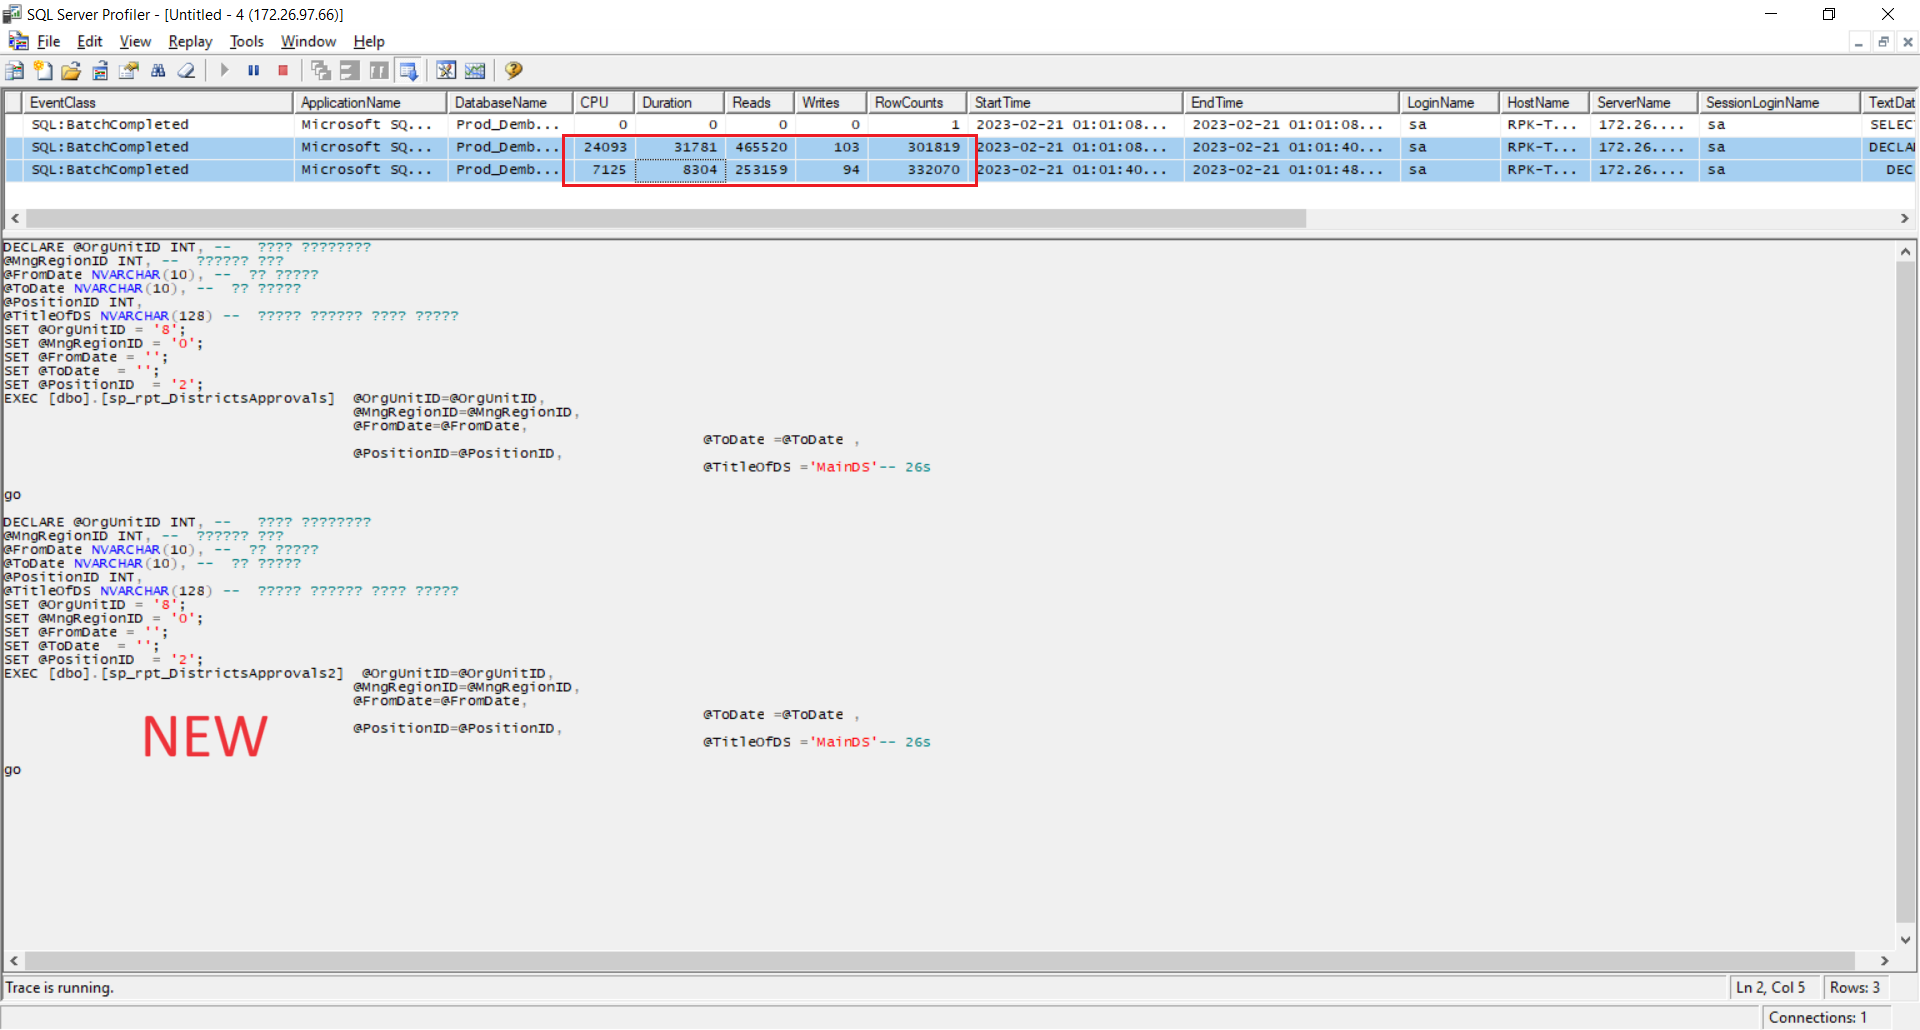 SQL Server Profiler - [Untitled - 4 (172.26.97.66)]
File Edit View Replay Tools Window Help
EventClass ApplicationName DatabaseName CPU Duration Reads Writes RowCounts StartTime EndTime LoginName HostName ServerName SessionLoginName TextDat
SQL:BatchCompleted Microsoft SQ... Prod_Demb... 0 0 0 0 1 2023-02-21 01:01:08... 2023-02-21 01:01:08... sa RPK-T... 172.26.... sa SELEC
SQL:BatchCompleted Microsoft SQ... Prod_Demb... 24093 31781 465520 103 301819 2023-02-21 01:01:08... 2023-02-21 01:01:40... sa RPK-T... 172.26.... sa DECLA
SQL:BatchCompleted Microsoft SQ... Prod_Demb... 7125 8304 253159 94 332070 2023-02-21 01:01:40... 2023-02-21 01:01:48... sa RPK-T... 172.26.... sa DEC
DECLARE @OrgUnitID INT, -- ???? ????????
@MngRegionID INT, -- ?????? ???
@FromDate NVARCHAR(10), -- ?? ?????
@ToDate NVARCHAR(10), -- ?? ?????
@PositionID INT,
@TitleOfDS NVARCHAR(128) -- ????? ?????? ???? ?????
SET @OrgUnitID = '8';
SET @MngRegionID = '0';
SET @FromDate = '';
SET @ToDate = '';
SET @PositionID = '2';
EXEC [dbo].[sp_rpt_DistrictsApprovals] @OrgUnitID=@OrgUnitID,
@MngRegionID=@MngRegionID,
@FromDate=@FromDate,
@ToDate =@ToDate ,
@PositionID=@PositionID,
@TitleOfDS ='MainDS'-- 26s
go
DECLARE @OrgUnitID INT, -- ???? ????????
@MngRegionID INT, -- ?????? ???
@FromDate NVARCHAR(10), -- ?? ?????
@ToDate NVARCHAR(10), -- ?? ?????
@PositionID INT,
@TitleOfDS NVARCHAR(128) -- ????? ?????? ???? ?????
SET @OrgUnitID = '8';
SET @MngRegionID = '0';
SET @FromDate = '';
SET @ToDate = '';
SET @PositionID = '2';
EXEC [dbo].[sp_rpt_DistrictsApprovals2] @OrgUnitID=@OrgUnitID,
@MngRegionID=@MngRegionID,
@FromDate=@FromDate,
@ToDate =@ToDate ,
NEW
@PositionID=@PositionID,
@TitleOfDS ='MainDS'-- 26s
go
Trace is running.
Ln 2, Col 5 Rows: 3
Connections: 1